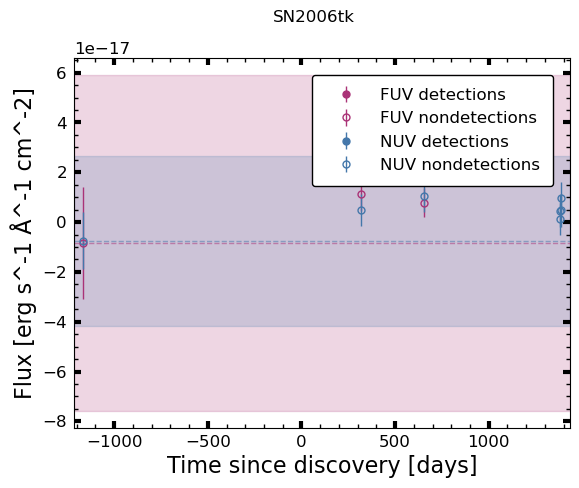 SN2006tk
1e−17
6
4
2
0
−2
−4
−6
−8
Flux [erg s^-1 Å^-1 cm^-2]
FUV detections
FUV nondetections
NUV detections
NUV nondetections
−1000 −500 0 500 1000
Time since discovery [days]